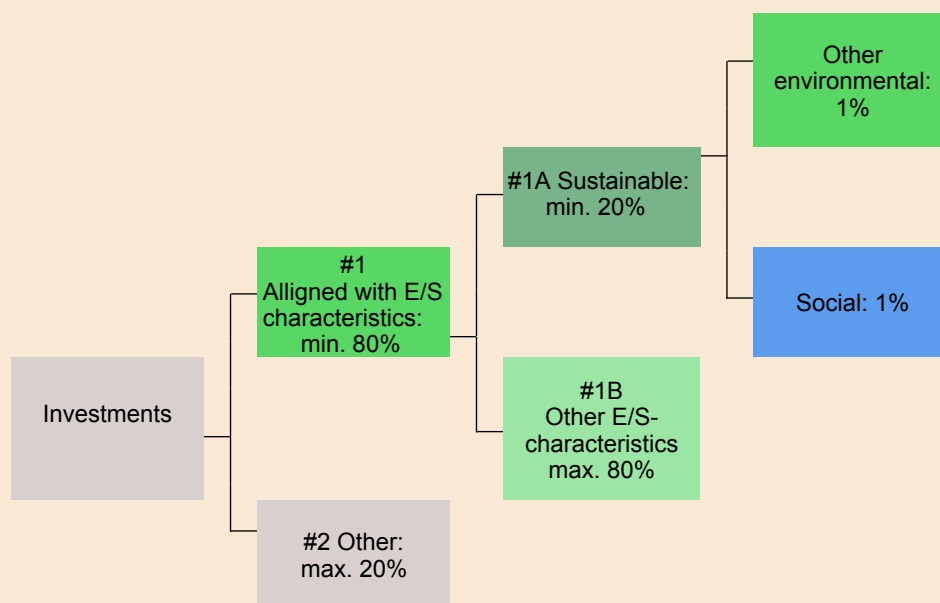 Investments
#1
Alligned with E/S
characteristics:
min. 80%
#2 Other:
max. 20%
#1A Sustainable:
min. 20%
#1B
Other E/S-
characteristics
max. 80%
Other
environmental:
1%
Social: 1%